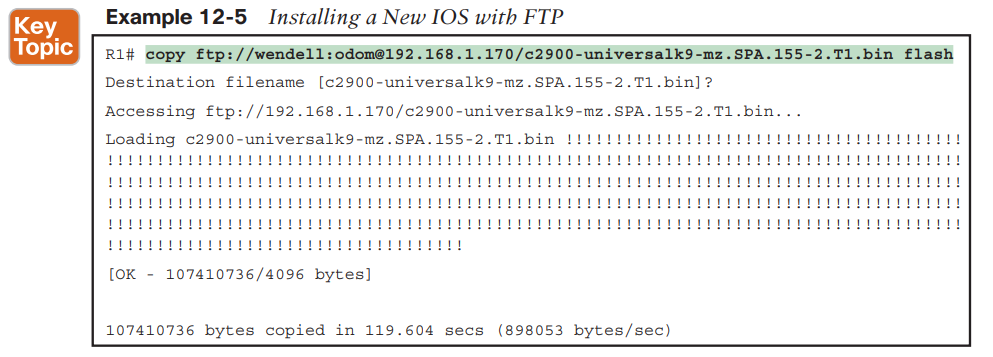 Key
Topic
Example 12-5 Installing a New IOS with FTP
R1# copy ftp://wendell:odom@192.168.1.170/c2900-universalk9-mz.SPA.155-2.T1.bin flash
Destination filename [c2900-universalk9-mz.SPA.155-2.T1.bin]?
Accessing ftp://192.168.1.170/c2900-universalk9-mz.SPA.155-2.T1.bin...
Loading c2900-universalk9-mz.SPA.155-2.T1.bin !!!!!!!!!!!!!!!!!!!!!!!!!!!!!!!!!!!!!!!!
!!!!!!!!!!!!!!!!!!!!!!!!!!!!!!!!!!!!!!!!!!!!!!!!!!!!!!!!!!!!!!!!!!!!!!!!!!!!!!!!!!!!!!
!!!!!!!!!!!!!!!!!!!!!!!!!!!!!!!!!!!!!!!!!!!!!!!!!!!!!!!!!!!!!!!!!!!!!!!!!!!!!!!!!!!!!!
!!!!!!!!!!!!!!!!!!!!!!!!!!!!!!!!!!!!!!!!!!!!!!!!!!!!!!!!!!!!!!!!!!!!!!!!!!!!!!!!!!!!!!
!!!!!!!!!!!!!!!!!!!!!!!!!!!!!!!!!!!!!!!!!!!!!!!!!!!!!!!!!!!!!!!!!!!!!!!!!!!!!!!!!!!!!!
!!!!!!!!!!!!!!!!!!!!!!!!!!!!!!!!!!!!
[OK - 107410736/4096 bytes]
107410736 bytes copied in 119.604 secs (898053 bytes/sec)